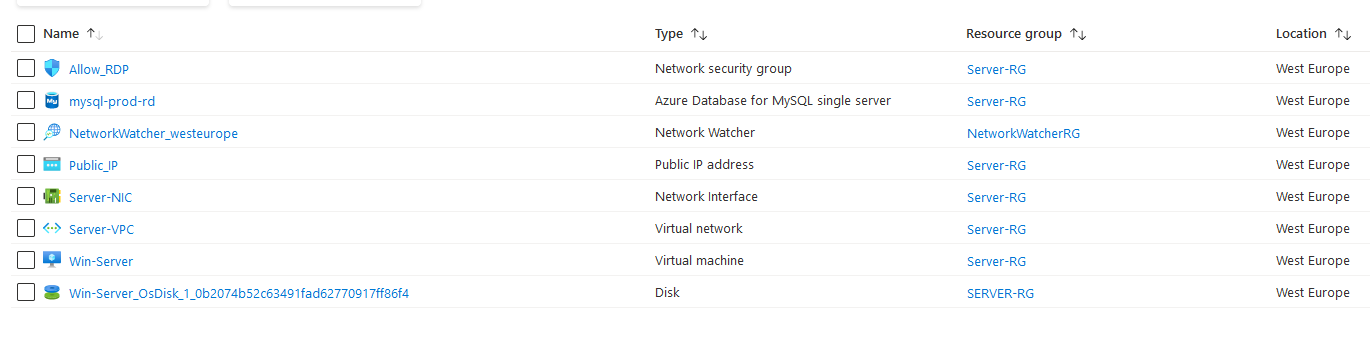 Name ↑↓ Type ↑↓ Resource group ↑↓ Location ↑↓
Allow_RDP Network security group Server-RG West Europe
mysql-prod-rd Azure Database for MySQL single server Server-RG West Europe
NetworkWatcher_westeurope Network Watcher NetworkWatcherRG West Europe
Public_IP Public IP address Server-RG West Europe
Server-NIC Network Interface Server-RG West Europe
Server-VPC Virtual network Server-RG West Europe
Win-Server Virtual machine Server-RG West Europe
Win-Server_OsDisk_1_0b2074b52c63491fad62770917ff86f4 Disk SERVER-RG West Europe